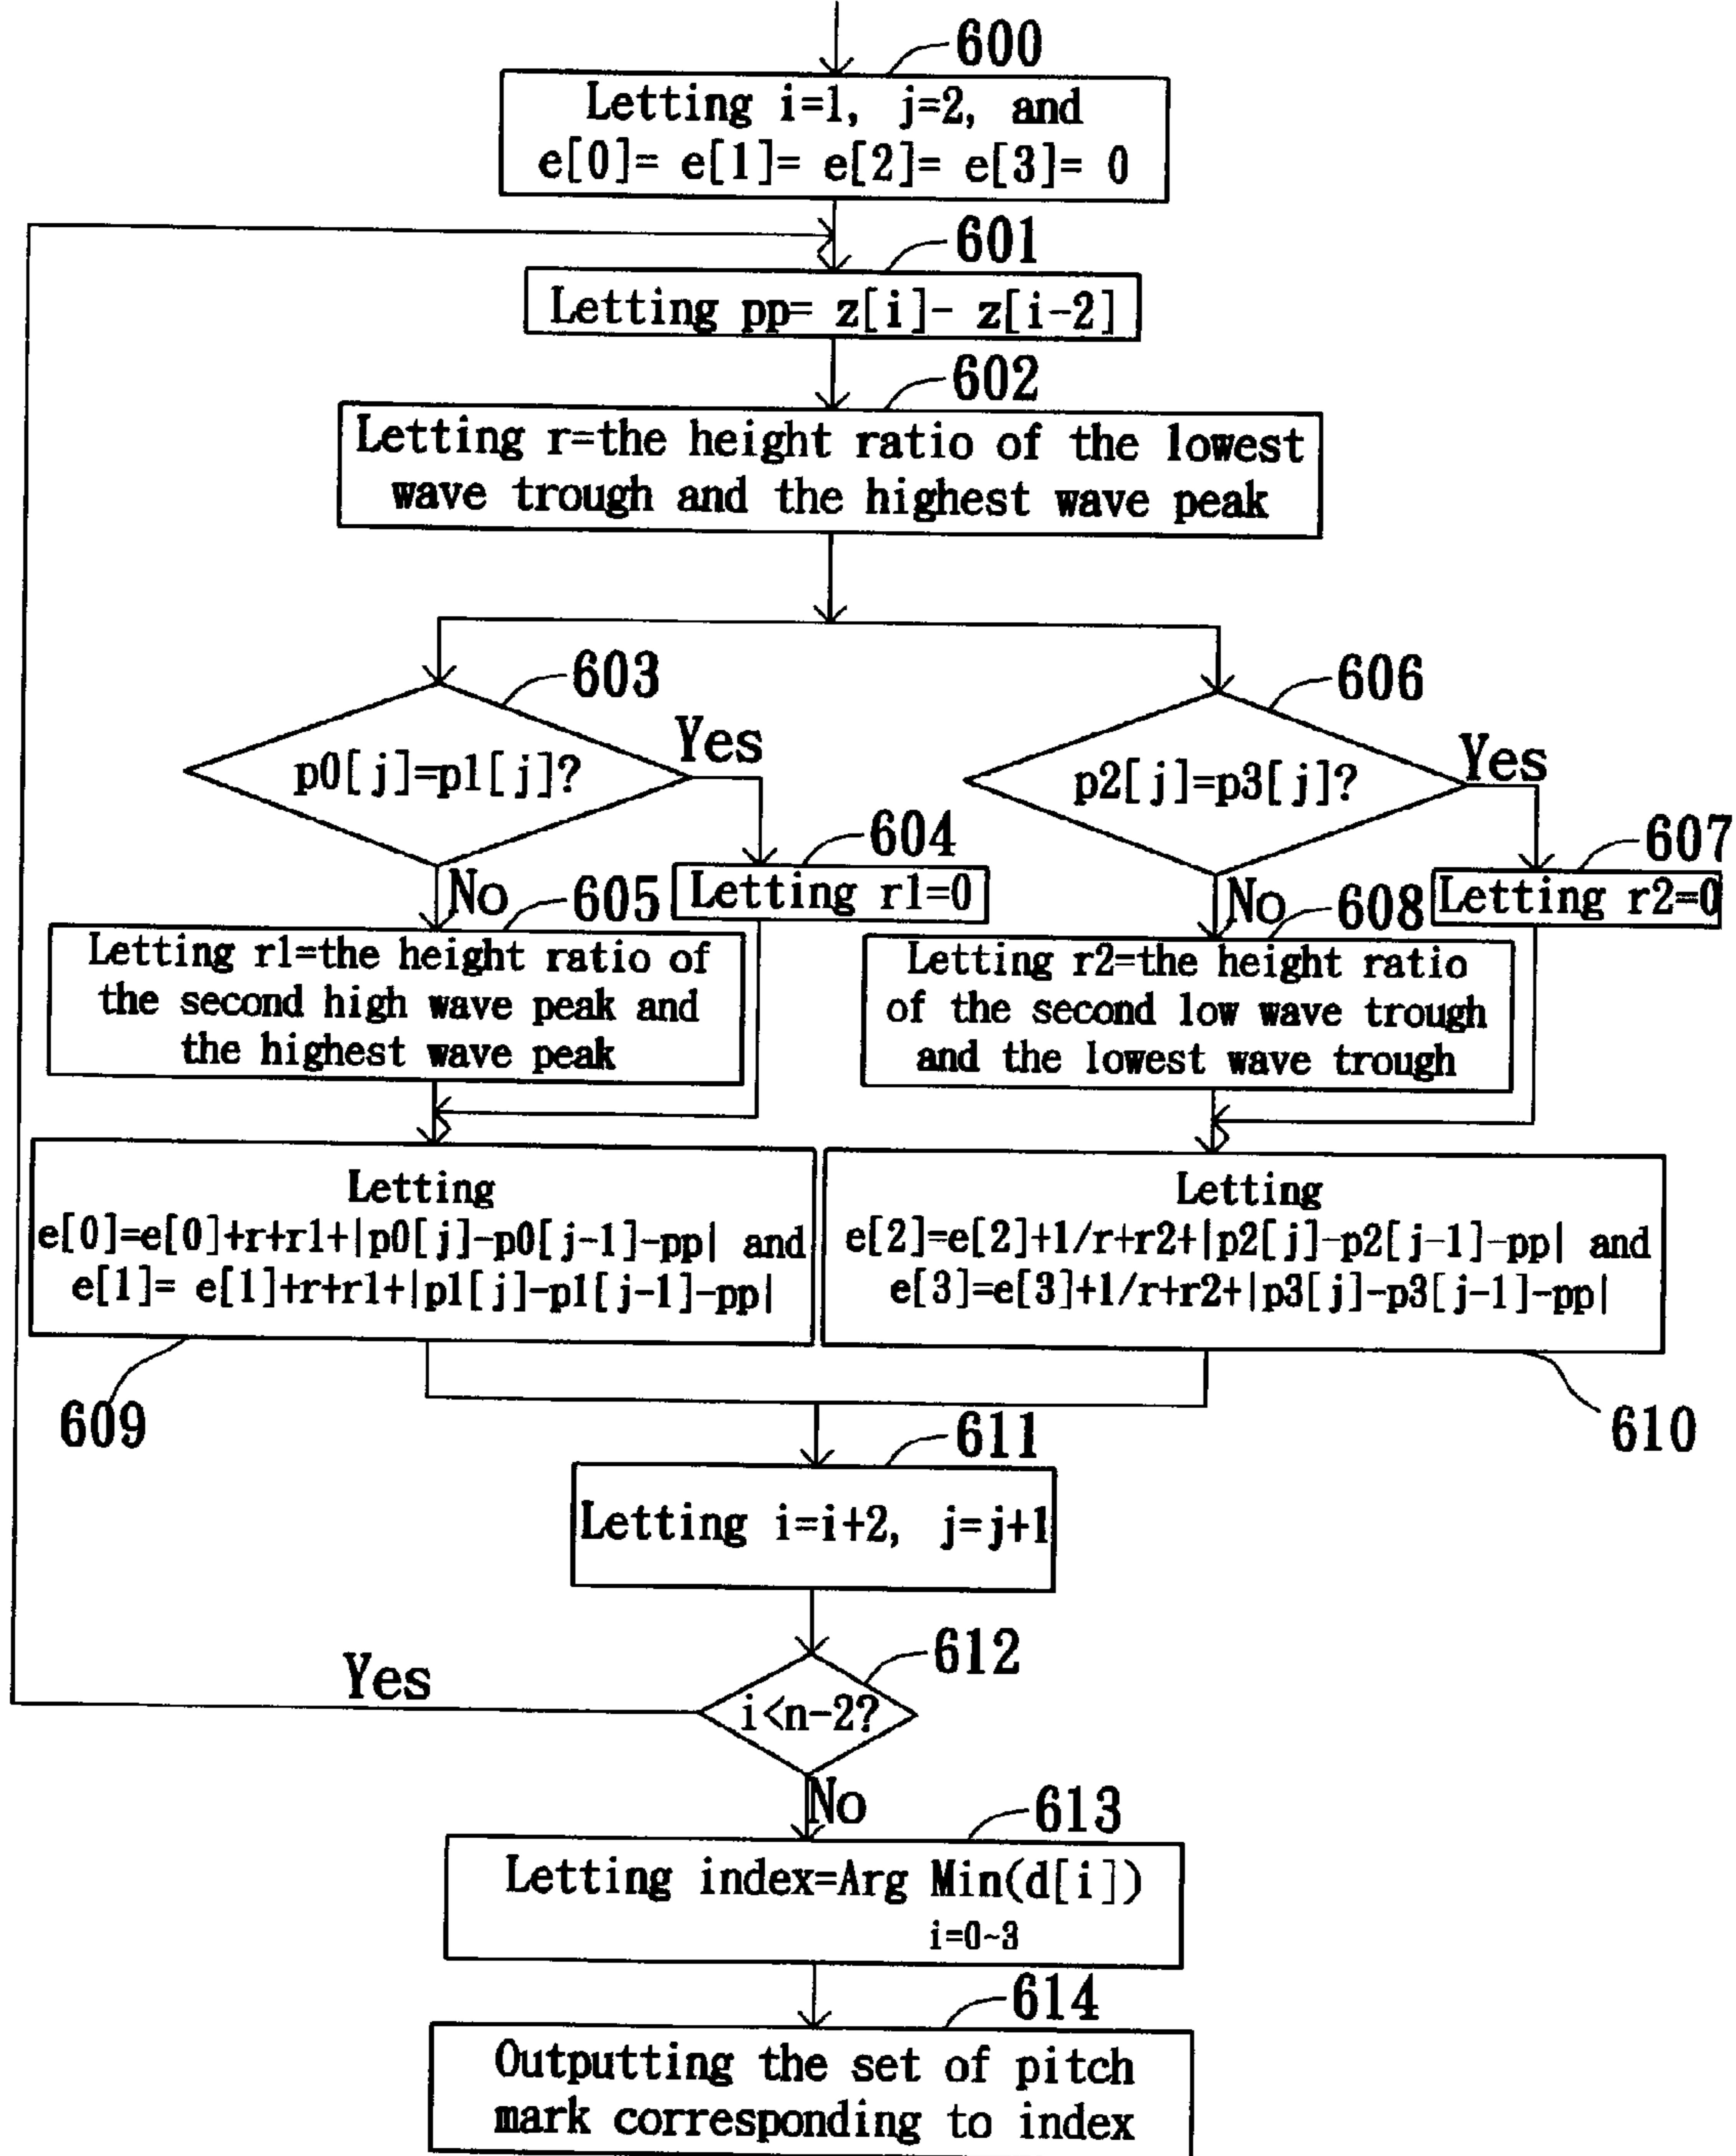 600
Letting i=1, j=2, and
e[0]= e[1]= e[2]= e[3]= 0
601
Letting pp= z[i]- z[i-2]
602
Letting r=the height ratio of the lowest
wave trough and the highest wave peak
603
p0[j]=p1[j]?
Yes
606
p2[j]=p3[j]?
Yes
604
Letting r1=0
607
Letting r2=0
No
605
Letting r1=the height ratio of
the second high wave peak and
the highest wave peak
No
608
Letting r2=the height ratio
of the second low wave trough
and the lowest wave trough
Letting
e[0]=e[0]+r+r1+|p0[j]-p0[j-1]-pp| and
e[1]= e[1]+r+r1+|p1[j]-p1[j-1]-pp|
609
Letting
e[2]=e[2]+1/r+r2+|p2[j]-p2[j-1]-pp| and
e[3]=e[3]+1/r+r2+|p3[j]-p3[j-1]-pp|
610
611
Letting i=i+2, j=j+1
612
i<n-2?
Yes
No
613
Letting index=Arg Min(d[i])
i=0~3
614
Outputting the set of pitch
mark corresponding to index